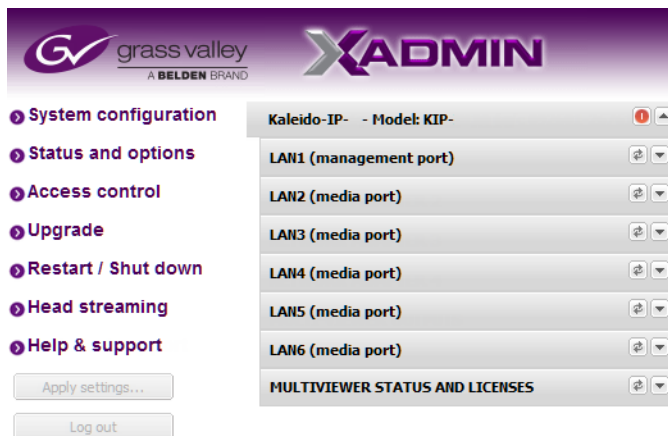 GV grass valley
A BELDEN BRAND
XADMIN
System configuration
Status and options
Access control
Upgrade
Restart / Shut down
Head streaming
Help & support
Apply settings...
Log out
Kaleido-IP- - Model: KIP-
LAN1 (management port)
LAN2 (media port)
LAN3 (media port)
LAN4 (media port)
LAN5 (media port)
LAN6 (media port)
MULTIVIEWER STATUS AND LICENSES